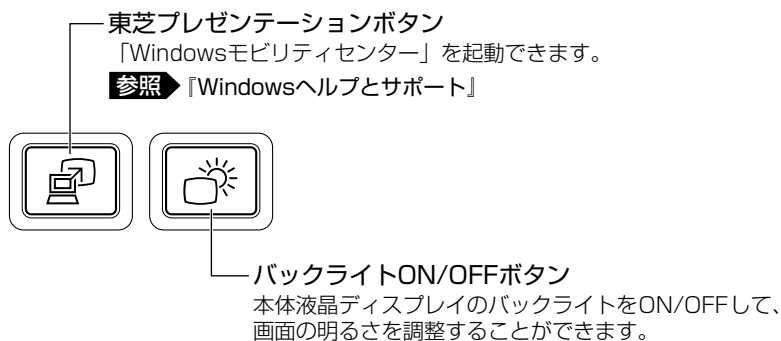 東芝プレゼンテーションボタン
「Windowsモビリティセンター」を起動できます。
参照 『Windowsヘルプとサポート』
バックライトON/OFFボタン
本体液晶ディスプレイのバックライトをON/OFFして、
画面の明るさを調整することができます。